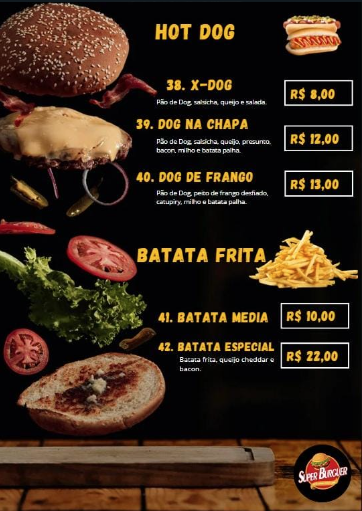 HOT DOG
38. X-DOG
R$ 8,00
Pão de Dog, salsicha, queijo e salada.
39. DOG NA CHAPA
R$ 12,00
Pão de Dog, salsicha, queijo, presunto,
bacon, milho e batata palha.
40. DOG DE FRANGO
R$ 13,00
Pão de Dog, peito de frango desfiado,
catupiry, milho e batata palha.
BATATA FRITA
41. BATATA MEDIA
R$ 10,00
42. BATATA ESPECIAL
R$ 22,00
Batata frita, queijo cheddar e
bacon.
SUPER BURGUER